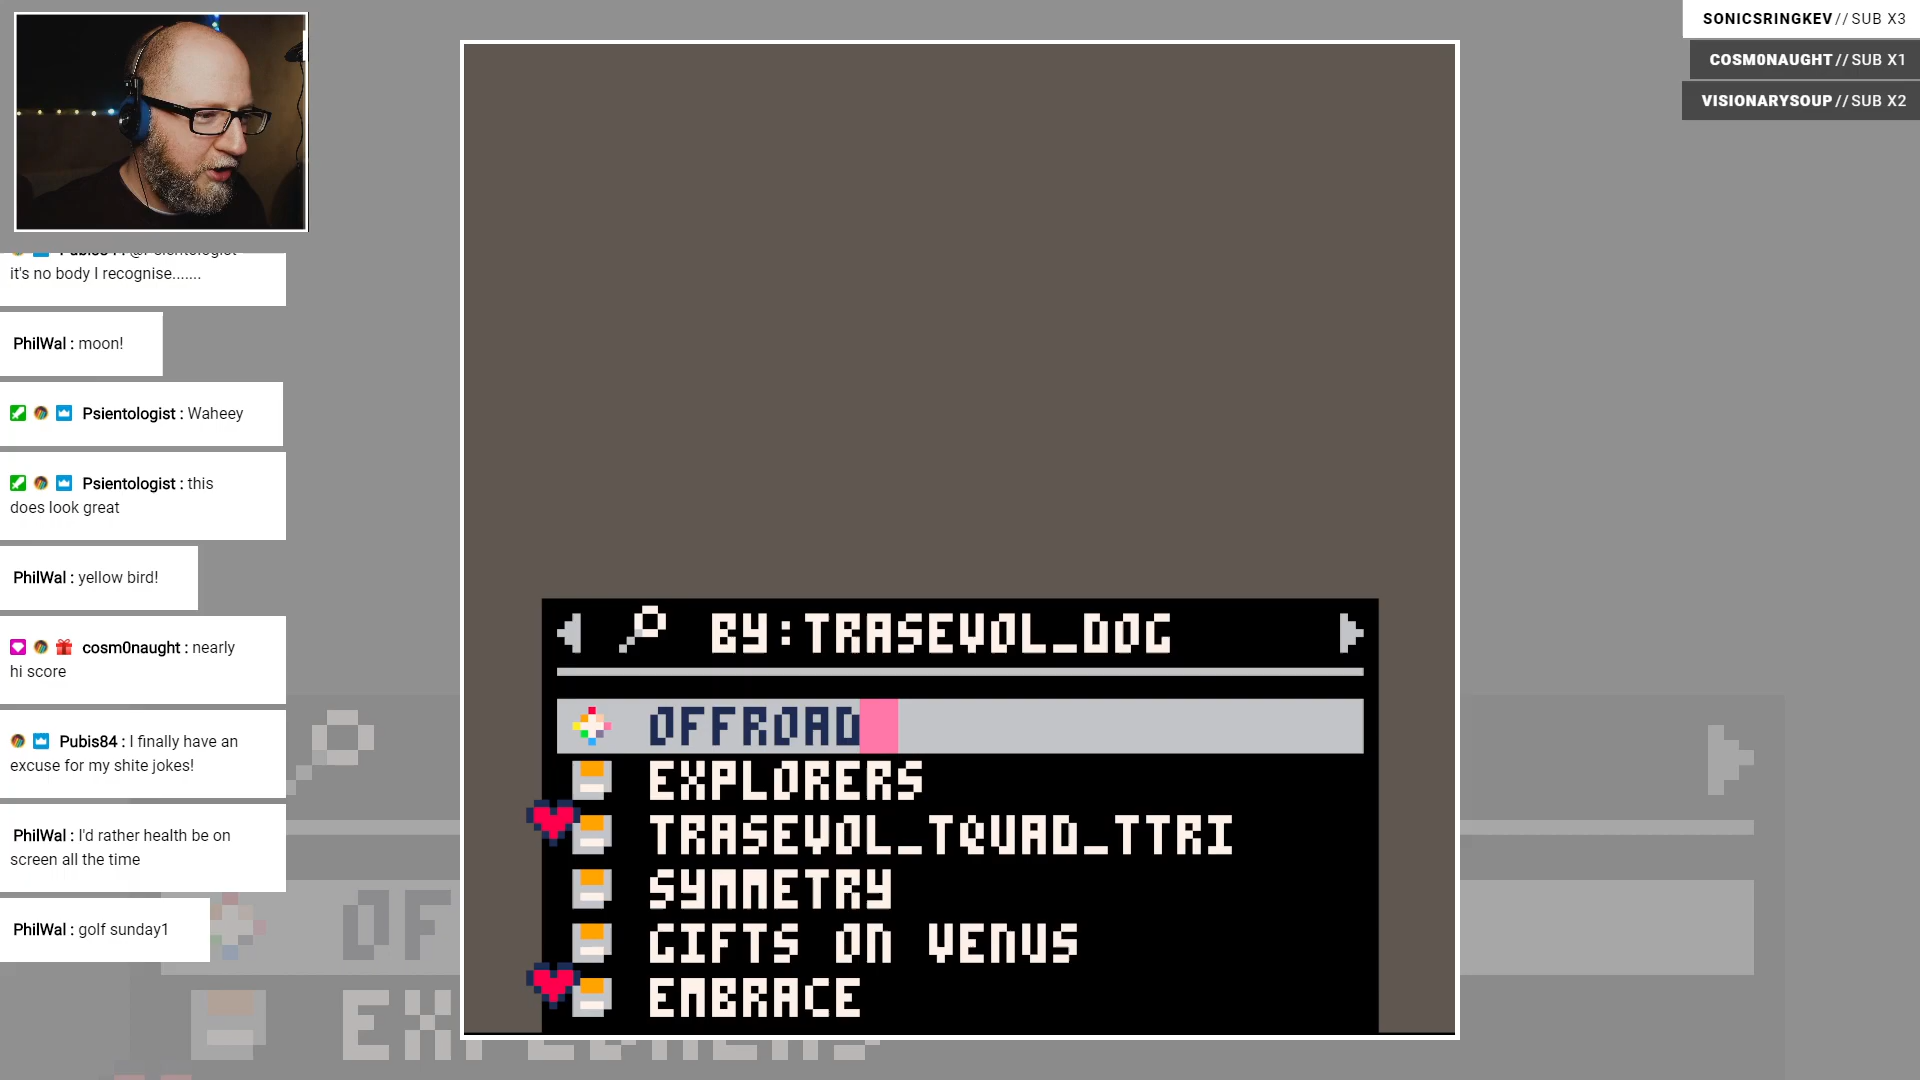 SONICSRINGKEV // SUB X3
COSM0NAUGHT // SUB X1
VISIONARYSOUP // SUB X2
it's no body I recognise.......
PhilWal : moon!
Psientologist : Waheey
Psientologist : this
does look great
PhilWal : yellow bird!
cosm0naught : nearly
hi score
Pubis84 : I finally have an
excuse for my shite jokes!
PhilWal : I'd rather health be on
screen all the time
PhilWal : golf sunday1
BY:TRASEVOL_DOG
OFFROAD
EXPLORERS
TRASEVOL_TQUAD_TTRI
SYMMETRY
GIFTS ON VENUS
EMBRACE